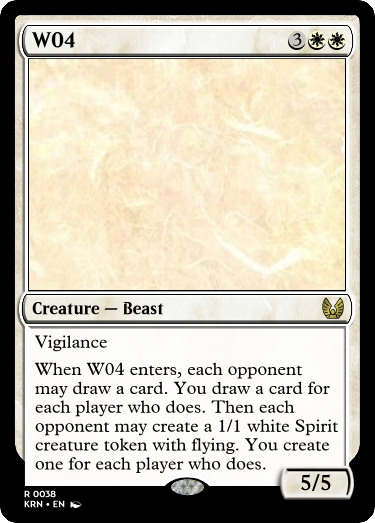 W04 3
Creature — Beast
Vigilance
When W04 enters, each opponent
may draw a card. You draw a card for
each player who does. Then each
opponent may create a 1/1 white Spirit
creature token with flying. You create
one for each player who does.
5/5
R 0038
KRN • EN